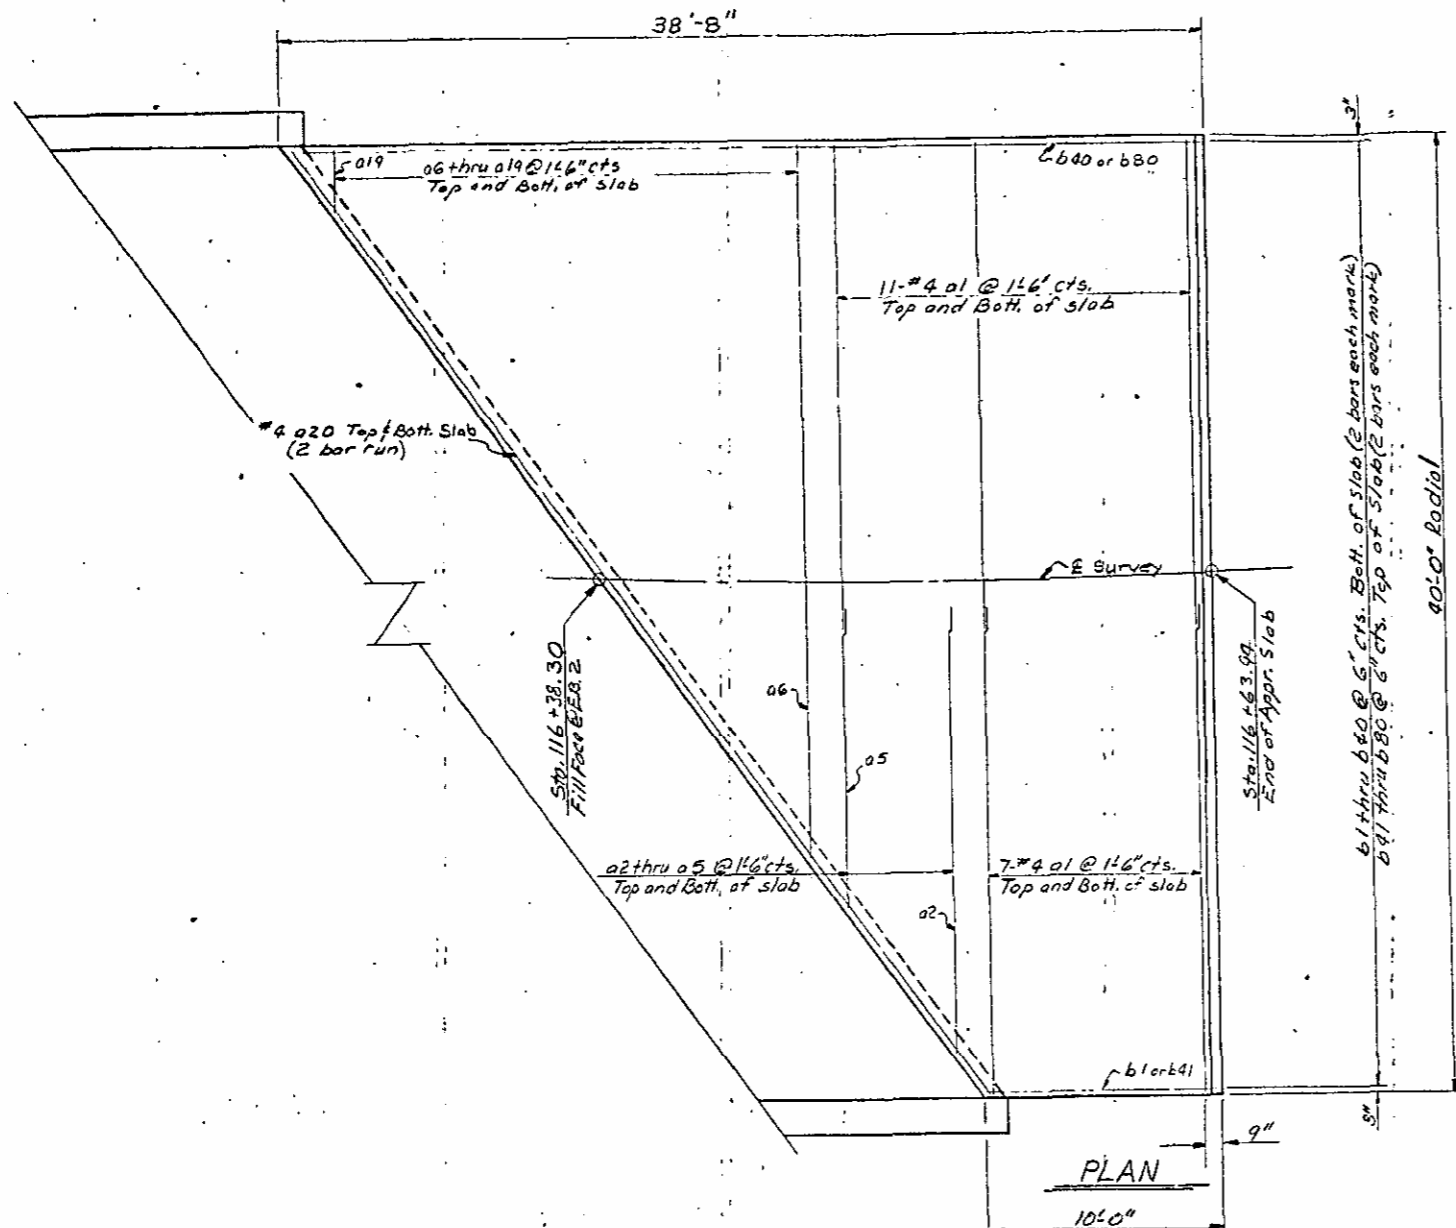 38'-8"
3"
a19
a6 thru a19 @ 1'-6" cts
Top and Bott. of Slab
b40 or b80
11-#4 a1 @ 1'-6" cts.
Top and Bott. of slab
b1 thru b40 @ 6" cts. Bott. of Slab (2 bars each mark)
b41 thru b80 @ 6" cts. Top of Slab (2 bars each mark)
40'-0" Radial
#4 a20 Top & Bott. Slab
(2 bar run)
℄ Survey
Sta. 116+38.30
Fill Face @ E.B. 2
a6
a5
Sta. 116+63.94
End of Appr. Slab
a2 thru a5 @ 1'-6" cts.
Top and Bott. of slab
7-#4 a1 @ 1'-6" cts.
Top and Bott. of slab
a2
b1 or b41
9"
PLAN
10'-0"